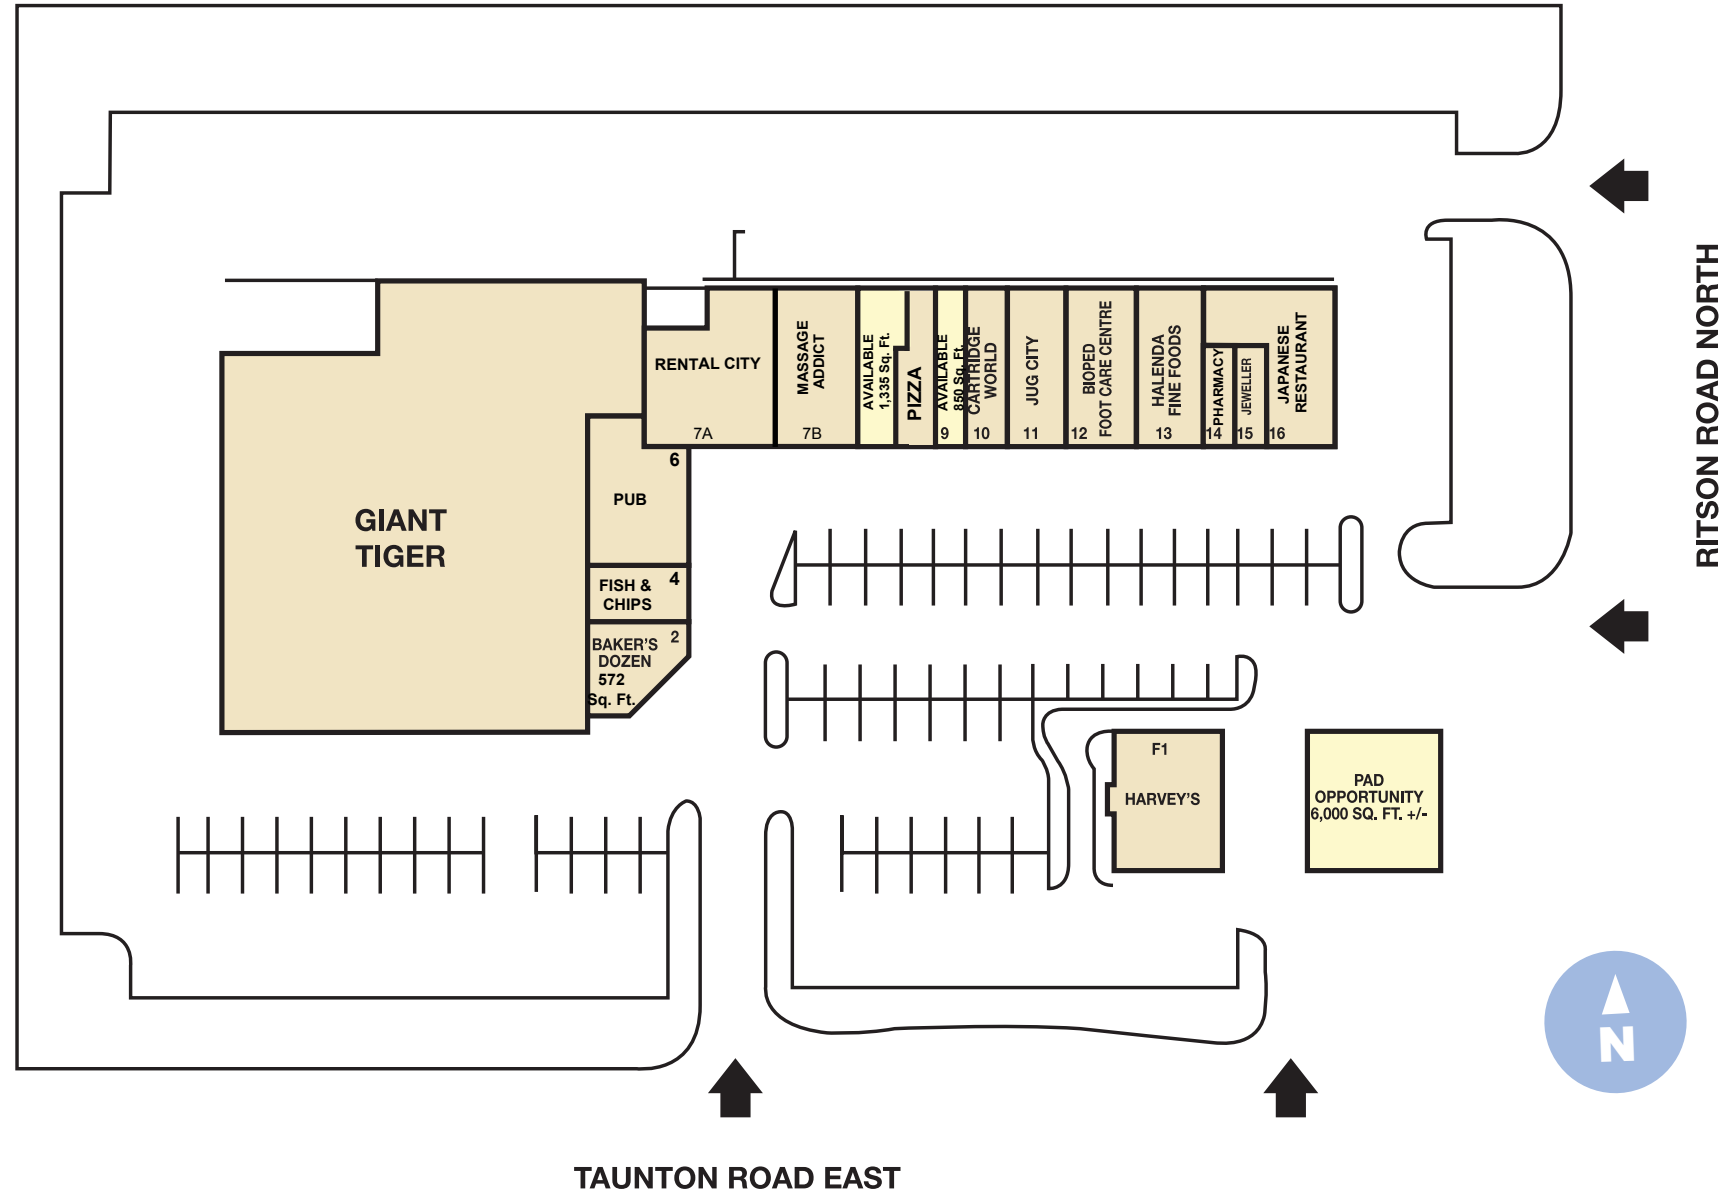 RITSON ROAD NORTH
RENTAL CITY
7A
MASSAGE
ADDICT
7B
AVAILABLE
1,335 Sq. Ft.
PIZZA
AVAILABLE
850 Sq. Ft.
9
CARTRIDGE
WORLD
10
JUG CITY
11
BIOPED
FOOT CARE CENTRE
12
HALENDA
FINE FOODS
13
PHARMACY
14
JEWELLER
15
JAPANESE
RESTAURANT
16
6
PUB
GIANT
TIGER
FISH &
CHIPS
4
BAKER'S
DOZEN
572
Sq. Ft.
2
F1
HARVEY'S
PAD
OPPORTUNITY
6,000 SQ. FT. +/-
N
TAUNTON ROAD EAST